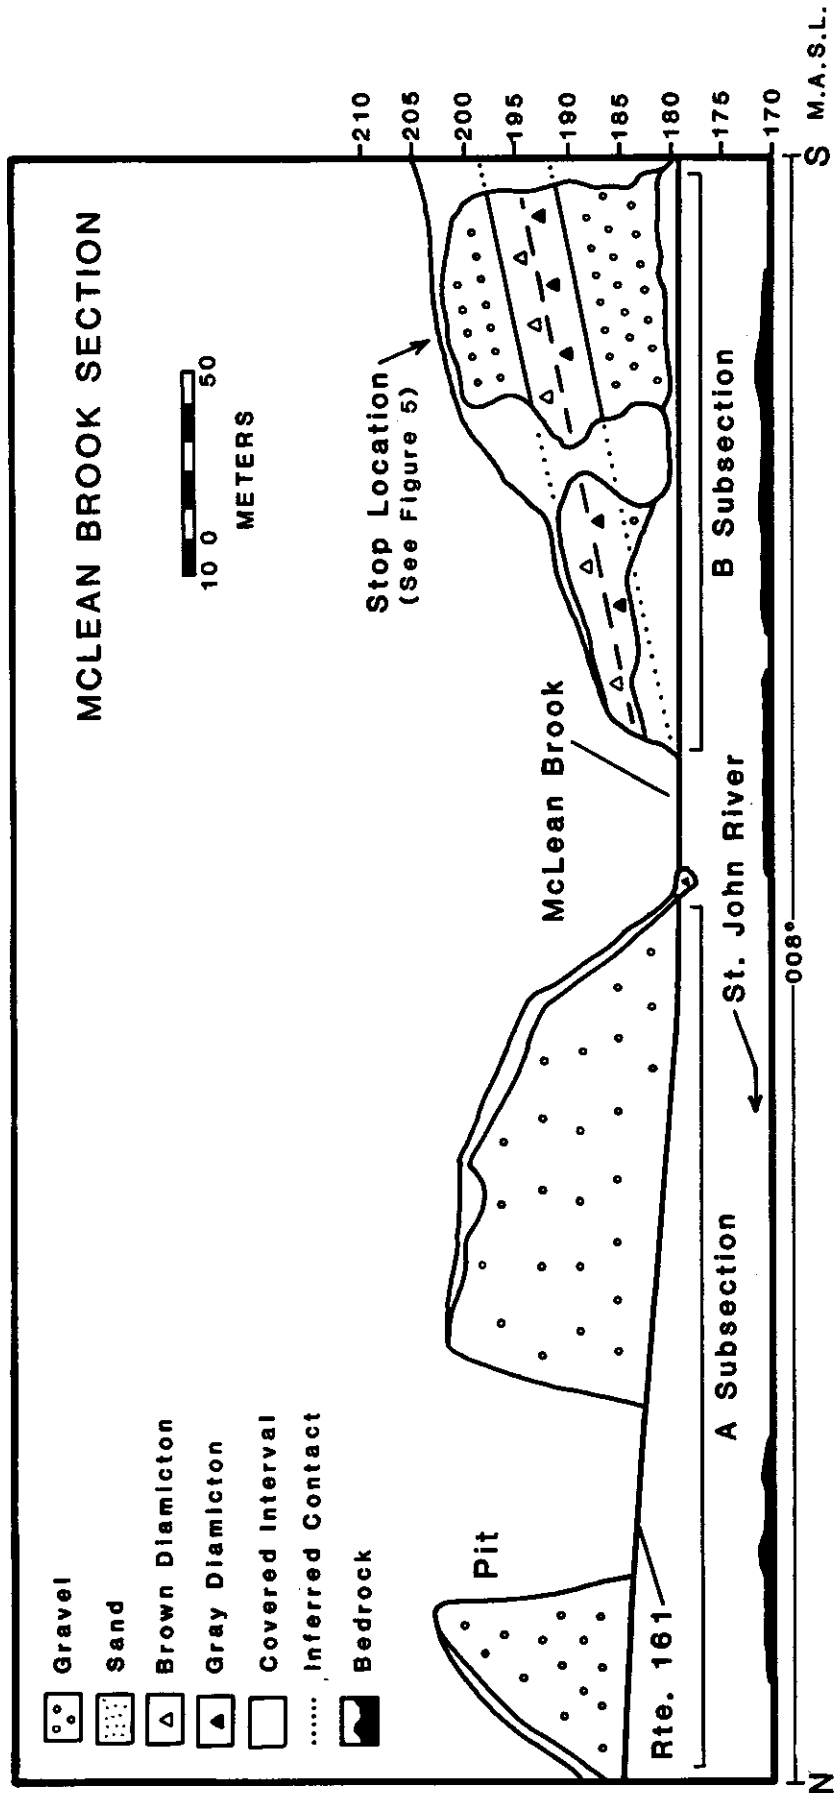 MCLEAN BROOK SECTION
10 0 50
METERS
Gravel
Sand
Brown Diamicton
Gray Diamicton
Covered Interval
Inferred Contact
Bedrock
Stop Location
(See Figure 5)
Pit
McLean Brook
Rte. 161
A Subsection
B Subsection
St. John River
008°
N
S
M.A.S.L.
210
205
200
195
190
185
180
175
170